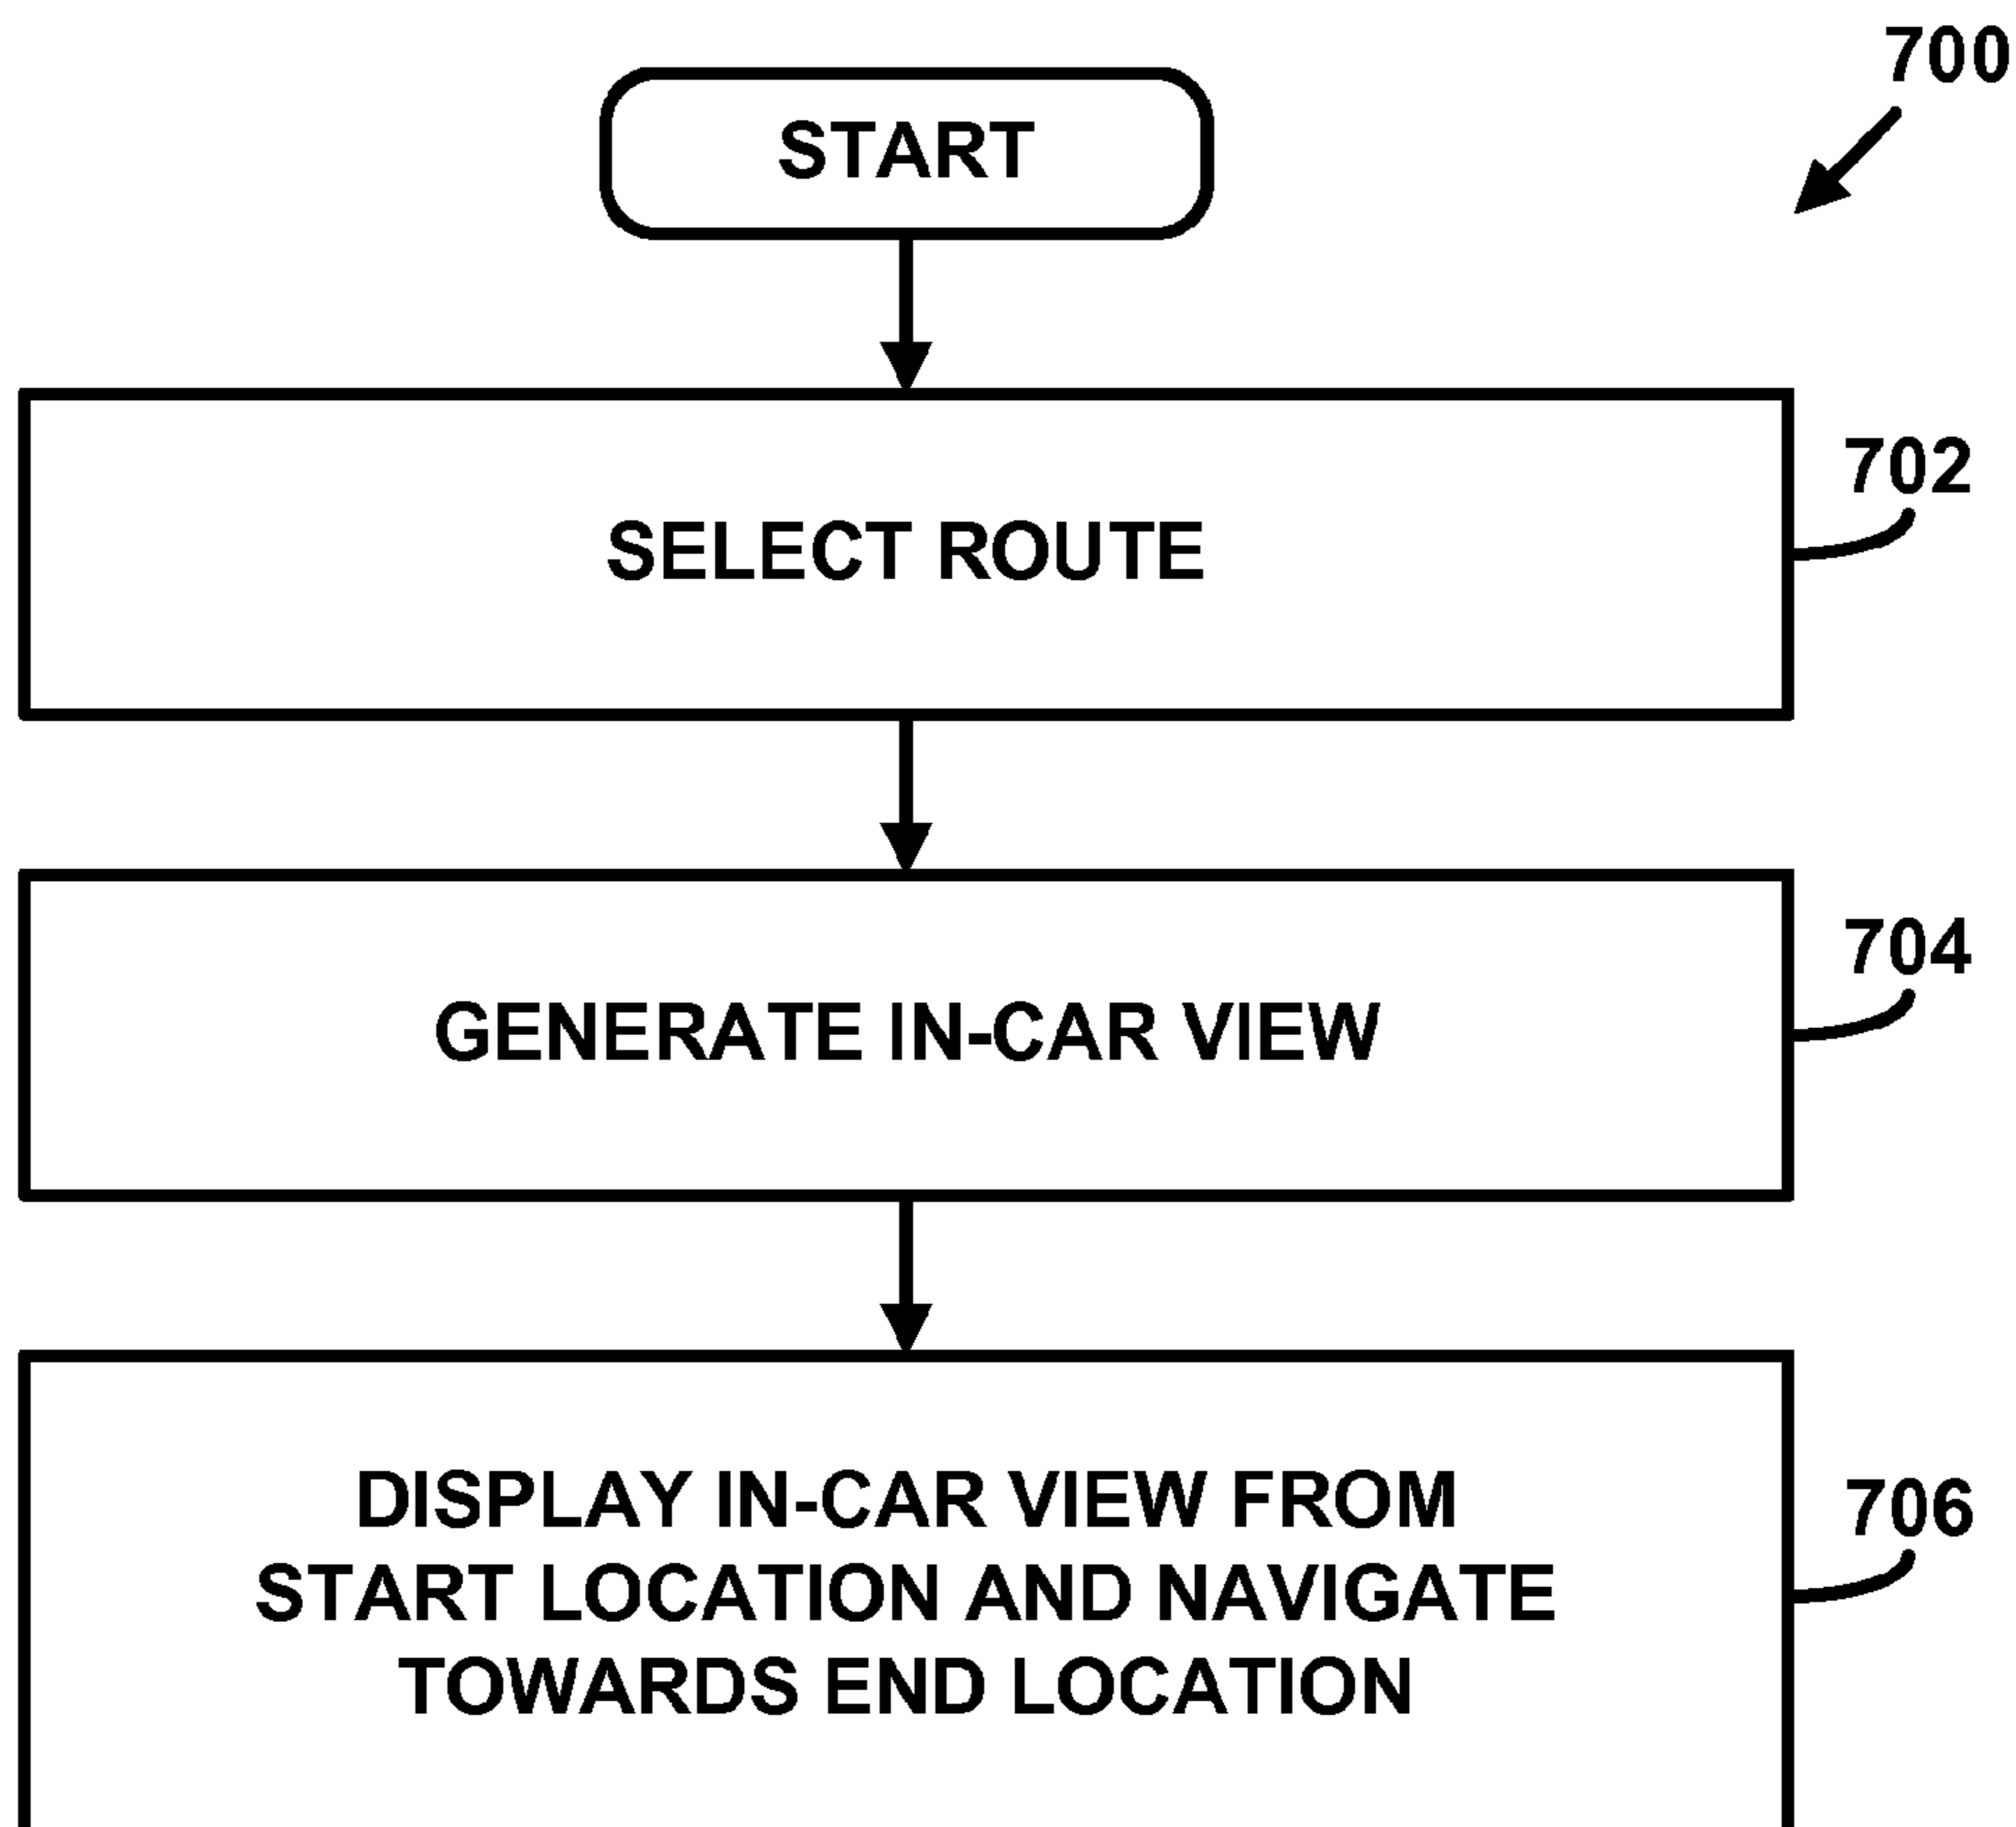 700
START
702
SELECT ROUTE
704
GENERATE IN-CAR VIEW
706
DISPLAY IN-CAR VIEW FROM
START LOCATION AND NAVIGATE
TOWARDS END LOCATION